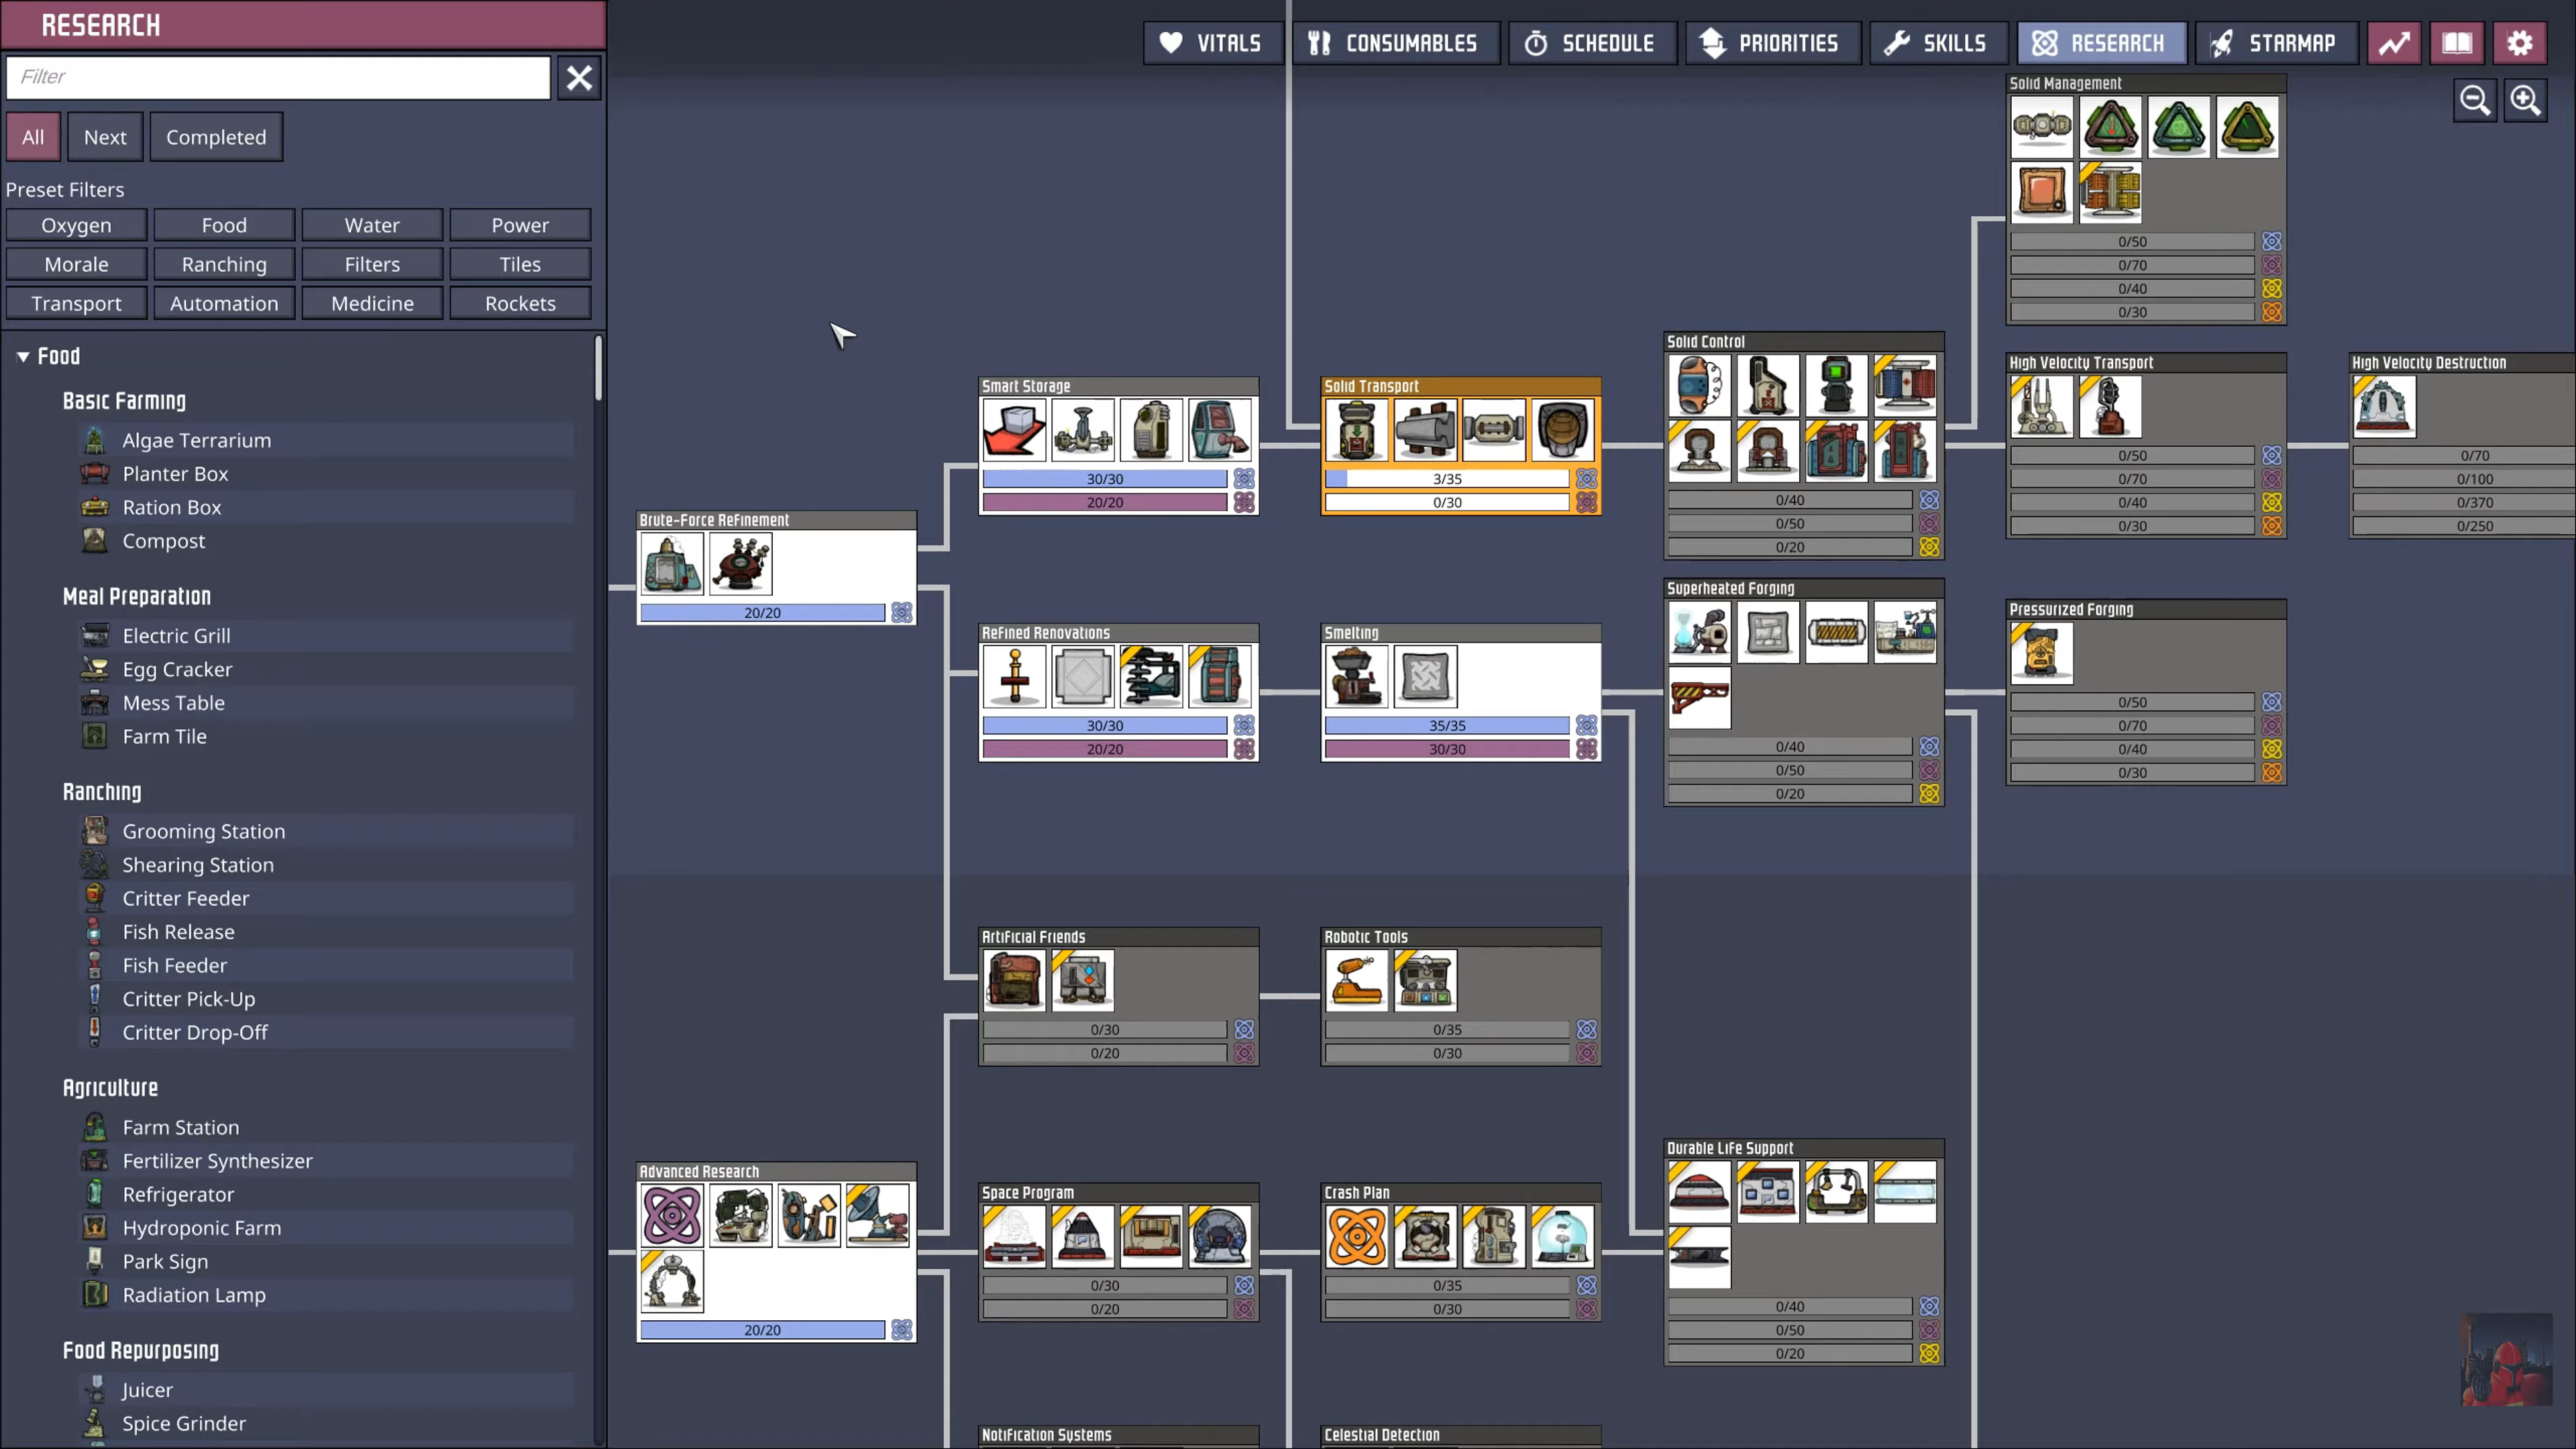 RESEARCH
VITALS
CONSUMABLES
SCHEDULE
PRIORITIES
SKILLS
RESEARCH
STARMAP
Filter
All
Next
Completed
Preset Filters
Oxygen
Food
Water
Power
Morale
Ranching
Filters
Tiles
Transport
Automation
Medicine
Rockets
Food
Basic Farming
Algae Terrarium
Planter Box
Ration Box
Compost
Meal Preparation
Electric Grill
Egg Cracker
Mess Table
Farm Tile
Ranching
Grooming Station
Shearing Station
Critter Feeder
Fish Release
Fish Feeder
Critter Pick-Up
Critter Drop-Off
Agriculture
Farm Station
Fertilizer Synthesizer
Refrigerator
Hydroponic Farm
Park Sign
Radiation Lamp
Food Repurposing
Juicer
Spice Grinder
Brute-Force Refinement
20/20
Advanced Research
20/20
Smart Storage
30/30
20/20
Refined Renovations
30/30
20/20
Artificial Friends
0/30
0/20
Space Program
0/30
0/20
Notification Systems
Solid Transport
3/35
0/30
Smelting
35/35
30/30
Robotic Tools
0/35
0/30
Crash Plan
0/35
0/30
Celestial Detection
Solid Control
0/40
0/50
0/20
Superheated Forging
0/40
0/50
0/20
Durable Life Support
0/40
0/50
0/20
Solid Management
0/50
0/70
0/40
0/30
High Velocity Transport
0/50
0/70
0/40
0/30
Pressurized Forging
0/50
0/70
0/40
0/30
High Velocity Destruction
0/70
0/100
0/370
0/250